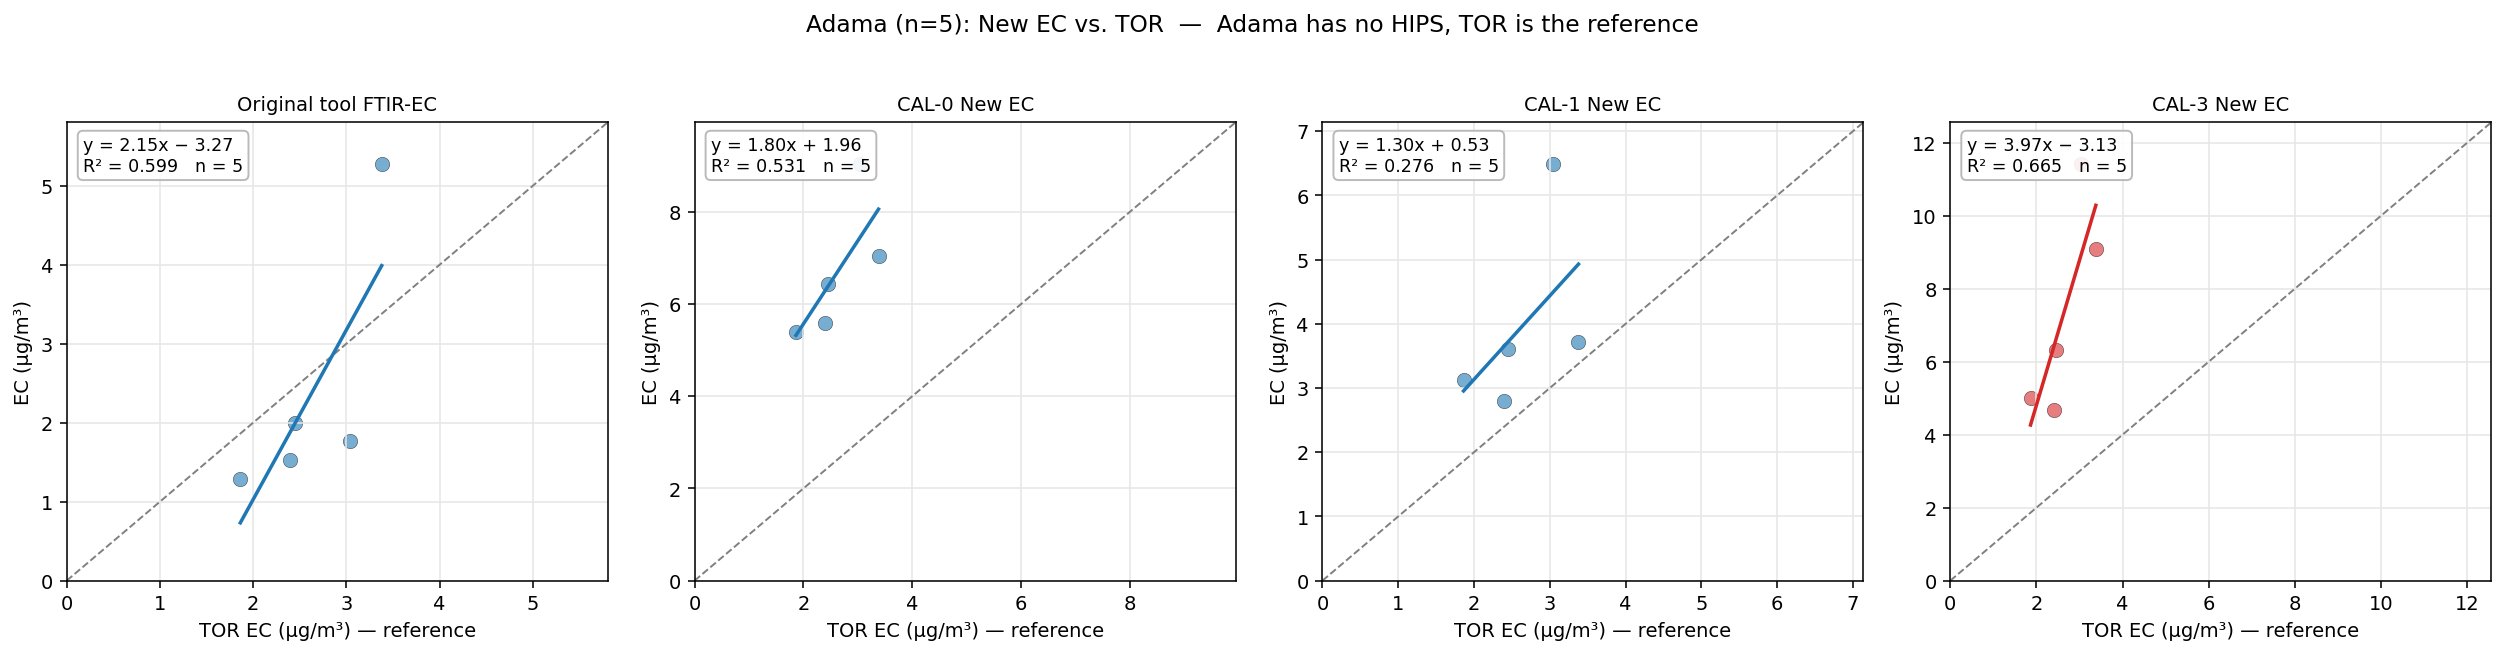 Adama (n=5): New EC vs. TOR  —  Adama has no HIPS, TOR is the reference
Original tool FTIR-EC
y = 2.15x − 3.27
R² = 0.599   n = 5
EC (µg/m³)
5
4
3
2
1
0
0 1 2 3 4 5
TOR EC (µg/m³) — reference
CAL-0 New EC
y = 1.80x + 1.96
R² = 0.531   n = 5
EC (µg/m³)
8
6
4
2
0
0 2 4 6 8
TOR EC (µg/m³) — reference
CAL-1 New EC
y = 1.30x + 0.53
R² = 0.276   n = 5
EC (µg/m³)
7
6
5
4
3
2
1
0
0 1 2 3 4 5 6 7
TOR EC (µg/m³) — reference
CAL-3 New EC
y = 3.97x − 3.13
R² = 0.665   n = 5
EC (µg/m³)
12
10
8
6
4
2
0
0 2 4 6 8 10 12
TOR EC (µg/m³) — reference